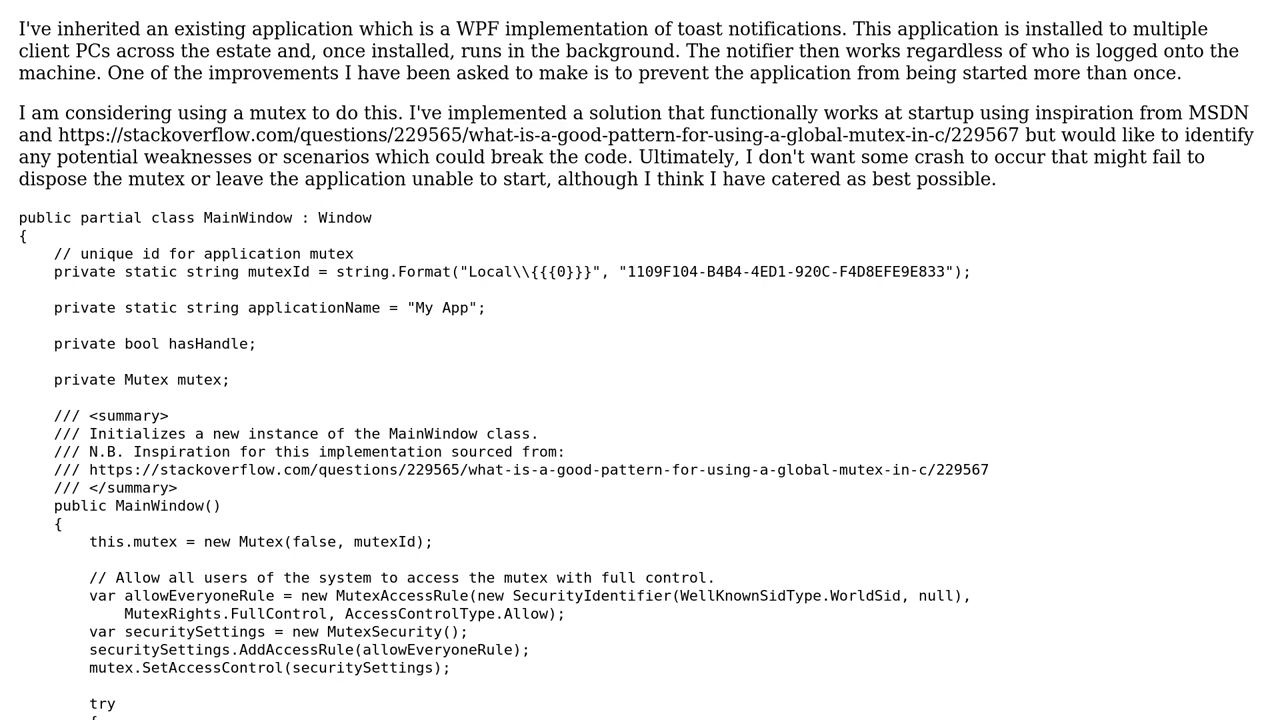 I've inherited an existing application which is a WPF implementation of toast notifications. This application is installed to multiple
client PCs across the estate and, once installed, runs in the background. The notifier then works regardless of who is logged onto the
machine. One of the improvements I have been asked to make is to prevent the application from being started more than once.
I am considering using a mutex to do this. I've implemented a solution that functionally works at startup using inspiration from MSDN
and https://stackoverflow.com/questions/229565/what-is-a-good-pattern-for-using-a-global-mutex-in-c/229567 but would like to identify
any potential weaknesses or scenarios which could break the code. Ultimately, I don't want some crash to occur that might fail to
dispose the mutex or leave the application unable to start, although I think I have catered as best possible.
public partial class MainWindow : Window
{
    // unique id for application mutex
    private static string mutexId = string.Format("Local\\{{{0}}}", "1109F104-B4B4-4ED1-920C-F4D8EFE9E833");
    private static string applicationName = "My App";
    private bool hasHandle;
    private Mutex mutex;
    /// <summary>
    /// Initializes a new instance of the MainWindow class.
    /// N.B. Inspiration for this implementation sourced from:
    /// https://stackoverflow.com/questions/229565/what-is-a-good-pattern-for-using-a-global-mutex-in-c/229567
    /// </summary>
    public MainWindow()
    {
        this.mutex = new Mutex(false, mutexId);
        // Allow all users of the system to access the mutex with full control.
        var allowEveryoneRule = new MutexAccessRule(new SecurityIdentifier(WellKnownSidType.WorldSid, null),
            MutexRights.FullControl, AccessControlType.Allow);
        var securitySettings = new MutexSecurity();
        securitySettings.AddAccessRule(allowEveryoneRule);
        mutex.SetAccessControl(securitySettings);
        try
        {